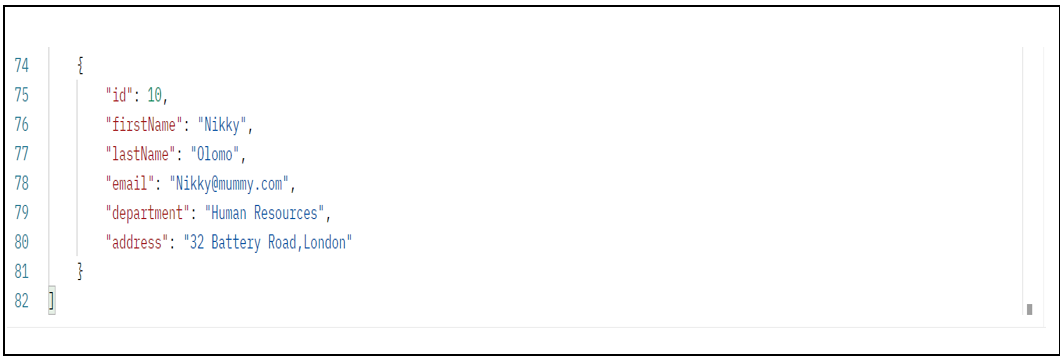 74 {
75 "id": 10,
76 "firstName": "Nikky",
77 "lastName": "Olomo",
78 "email": "Nikky@mummy.com",
79 "department": "Human Resources",
80 "address": "32 Battery Road,London"
81 }
82 ]